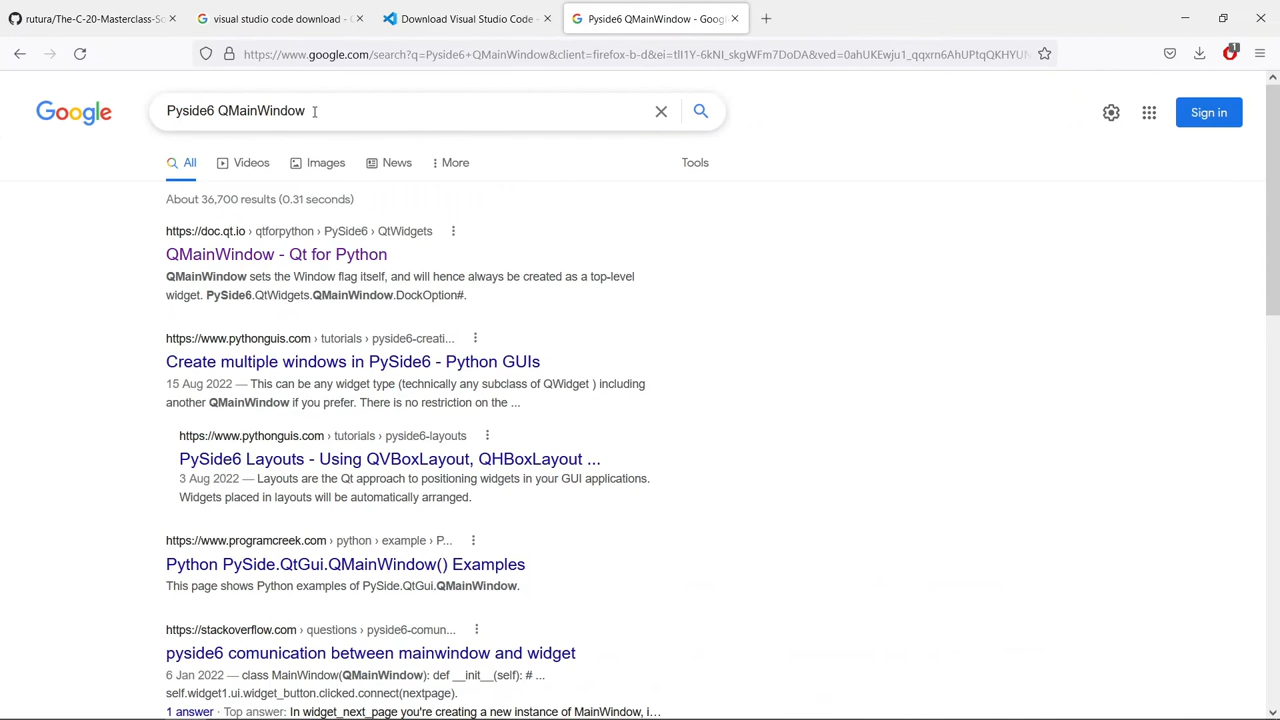 rutura/The-C-20-Masterclass-So
visual studio code download - G
Download Visual Studio Code -
Pyside6 QMainWindow - Googl
https://www.google.com/search?q=Pyside6+QMainWindow&client=firefox-b-d&ei=tlI1Y-6kNI_skgWFm7DoDA&ved=0ahUKEwju1_qqxrn6AhUPtqQKHYUN
1
Google
Pyside6 QMainWindow
Sign in
All
Videos
Images
News
More
Tools
About 36,700 results (0.31 seconds)
https://doc.qt.io › qtforpython › PySide6 › QtWidgets
QMainWindow - Qt for Python
QMainWindow sets the Window flag itself, and will hence always be created as a top-level
widget. PySide6.QtWidgets.QMainWindow.DockOption#.
https://www.pythonguis.com › tutorials › pyside6-creati...
Create multiple windows in PySide6 - Python GUIs
15 Aug 2022 — This can be any widget type (technically any subclass of QWidget ) including
another QMainWindow if you prefer. There is no restriction on the ...
https://www.pythonguis.com › tutorials › pyside6-layouts
PySide6 Layouts - Using QVBoxLayout, QHBoxLayout ...
3 Aug 2022 — Layouts are the Qt approach to positioning widgets in your GUI applications.
Widgets placed in layouts will be automatically arranged.
https://www.programcreek.com › python › example › P...
Python PySide.QtGui.QMainWindow() Examples
This page shows Python examples of PySide.QtGui.QMainWindow.
https://stackoverflow.com › questions › pyside6-comun...
pyside6 comunication between mainwindow and widget
6 Jan 2022 — class MainWindow(QMainWindow): def __init__(self): # ...
self.widget1.ui.widget_button.clicked.connect(nextpage).
1 answer · Top answer: In widget_next_page you're creating a new instance of MainWindow, i...